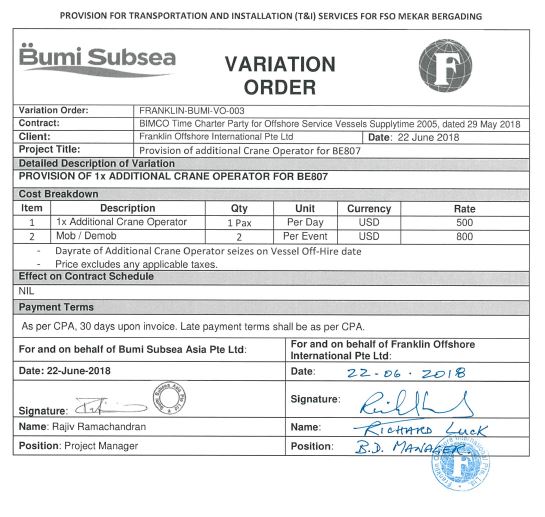 PROVISION FOR TRANSPORTATION AND INSTALLATION (T&I) SERVICES FOR FSO MEKAR BERGADING
Bumi Subsea
VARIATION
ORDER
F
Variation Order: FRANKLIN-BUMI-VO-003
Contract: BIMCO Time Charter Party for Offshore Service Vessels Supplytime 2005, dated 29 May 2018
Client: Franklin Offshore International Pte Ltd Date: 22 June 2018
Project Title: Provision of additional Crane Operator for BE807
Detailed Description of Variation
PROVISION OF 1x ADDITIONAL CRANE OPERATOR FOR BE807
Cost Breakdown
Item Description Qty Unit Currency Rate
1 1x Additional Crane Operator 1 Pax Per Day USD 500
2 Mob / Demob 2 Per Event USD 800
- Dayrate of Additional Crane Operator seizes on Vessel Off-Hire date
- Price excludes any applicable taxes.
Effect on Contract Schedule
NIL
Payment Terms
As per CPA, 30 days upon invoice. Late payment terms shall be as per CPA.
For and on behalf of Bumi Subsea Asia Pte Ltd:
Date: 22-June-2018
Signature:
Name: Rajiv Ramachandran
Position: Project Manager
For and on behalf of Franklin Offshore
International Pte Ltd:
Date: 22-06-2018
Signature:
Name: RICHARD LUCK
Position: B.D. MANAGER.
F